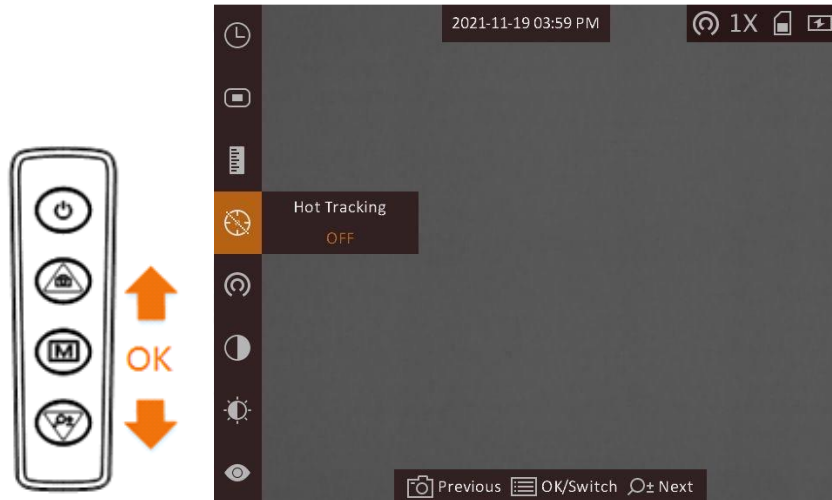 2021-11-19 03:59 PM
1X
Hot Tracking
OFF
M
OK
Previous OK/Switch ± Next